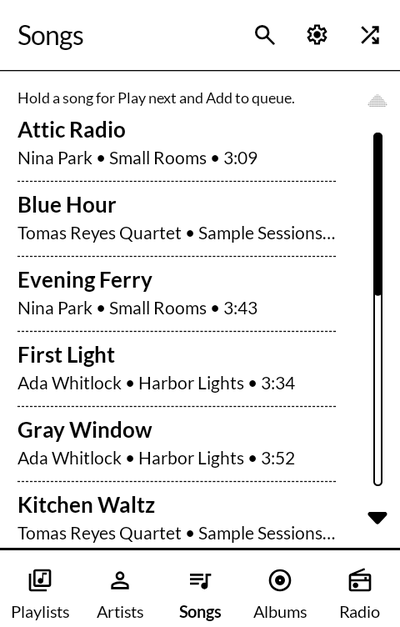 Songs
Hold a song for Play next and Add to queue.
Attic Radio
Nina Park • Small Rooms • 3:09
Blue Hour
Tomas Reyes Quartet • Sample Sessions...
Evening Ferry
Nina Park • Small Rooms • 3:43
First Light
Ada Whitlock • Harbor Lights • 3:34
Gray Window
Ada Whitlock • Harbor Lights • 3:52
Kitchen Waltz
Tomas Reyes Quartet • Sample Sessions...
Playlists Artists Songs Albums Radio